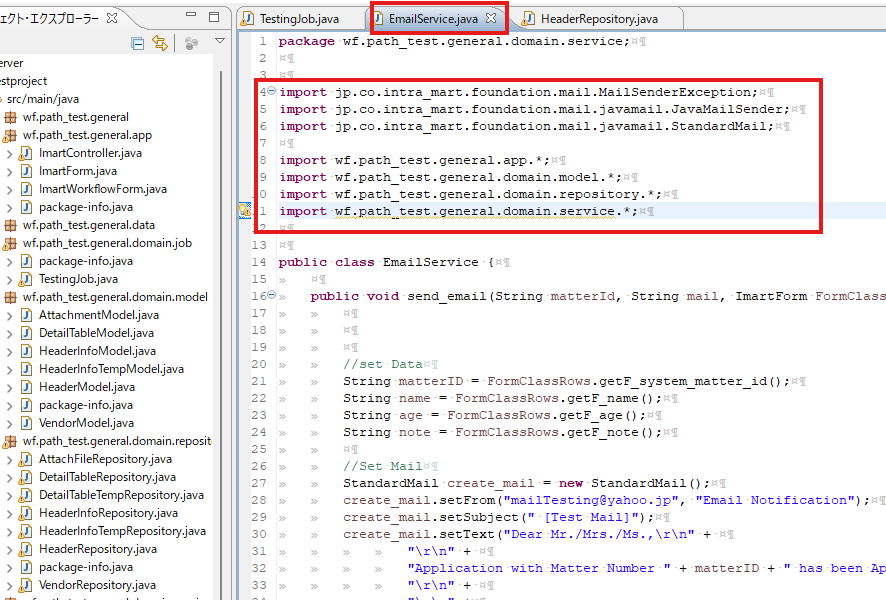 ェクト・エクスプローラー
TestingJob.java
EmailService.java
HeaderRepository.java
erver
estproject
src/main/java
wf.path_test.general
wf.path_test.general.app
ImartController.java
ImartForm.java
ImartWorkflowForm.java
package-info.java
wf.path_test.general.data
wf.path_test.general.domain.job
package-info.java
TestingJob.java
wf.path_test.general.domain.model
AttachmentModel.java
DetailTableModel.java
HeaderInfoModel.java
HeaderInfoTempModel.java
HeaderModel.java
package-info.java
VendorModel.java
wf.path_test.general.domain.reposit
AttachFileRepository.java
DetailTableRepository.java
DetailTableTempRepository.java
HeaderInfoRepository.java
HeaderInfoTempRepository.java
HeaderRepository.java
package-info.java
VendorRepository.java
1 package wf.path_test.general.domain.service;
2
3
4 import jp.co.intra_mart.foundation.mail.MailSenderException;
5 import jp.co.intra_mart.foundation.mail.javamail.JavaMailSender;
6 import jp.co.intra_mart.foundation.mail.javamail.StandardMail;
7
8 import wf.path_test.general.app.*;
9 import wf.path_test.general.domain.model.*;
10 import wf.path_test.general.domain.repository.*;
11 import wf.path_test.general.domain.service.*;
12
13
14 public class EmailService {
15
16 public void send_email(String matterId, String mail, ImartForm FormClass
17
18
19
20 //set Data
21 String matterID = FormClassRows.getF_system_matter_id();
22 String name = FormClassRows.getF_name();
23 String age = FormClassRows.getF_age();
24 String note = FormClassRows.getF_note();
25
26 //Set Mail
27 StandardMail create_mail = new StandardMail();
28 create_mail.setFrom("mailTesting@yahoo.jp", "Email Notification");
29 create_mail.setSubject(" [Test Mail]");
30 create_mail.setText("Dear Mr./Mrs./Ms.,\r\n" +
31 "\r\n" +
32 "Application with Matter Number " + matterID + " has been Ap
33 "\r\n" +